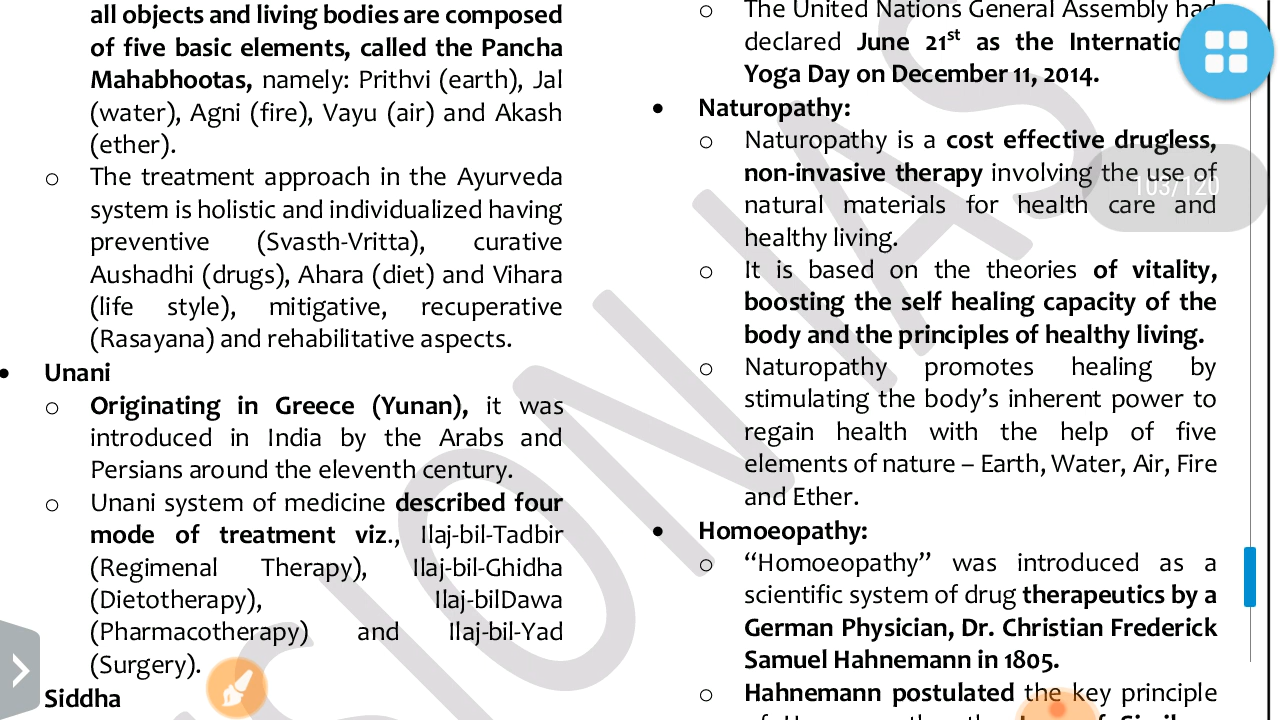 all objects and living bodies are composed
of five basic elements, called the Pancha
Mahabhootas, namely: Prithvi (earth), Jal
(water), Agni (fire), Vayu (air) and Akash
(ether).
o The treatment approach in the Ayurveda
system is holistic and individualized having
preventive (Svasth-Vritta), curative
Aushadhi (drugs), Ahara (diet) and Vihara
(life style), mitigative, recuperative
(Rasayana) and rehabilitative aspects.
• Unani
o Originating in Greece (Yunan), it was
introduced in India by the Arabs and
Persians around the eleventh century.
o Unani system of medicine described four
mode of treatment viz., Ilaj-bil-Tadbir
(Regimenal Therapy), Ilaj-bil-Ghidha
(Dietotherapy), Ilaj-bilDawa
(Pharmacotherapy) and Ilaj-bil-Yad
(Surgery).
Siddha
o The United Nations General Assembly had
declared June 21st as the Internatio
Yoga Day on December 11, 2014.
• Naturopathy:
o Naturopathy is a cost effective drugless,
non-invasive therapy involving the use of
natural materials for health care and
healthy living.
o It is based on the theories of vitality,
boosting the self healing capacity of the
body and the principles of healthy living.
o Naturopathy promotes healing by
stimulating the body's inherent power to
regain health with the help of five
elements of nature – Earth, Water, Air, Fire
and Ether.
• Homoeopathy:
o "Homoeopathy" was introduced as a
scientific system of drug therapeutics by a
German Physician, Dr. Christian Frederick
Samuel Hahnemann in 1805.
o Hahnemann postulated the key principle
103/120
SION IAS